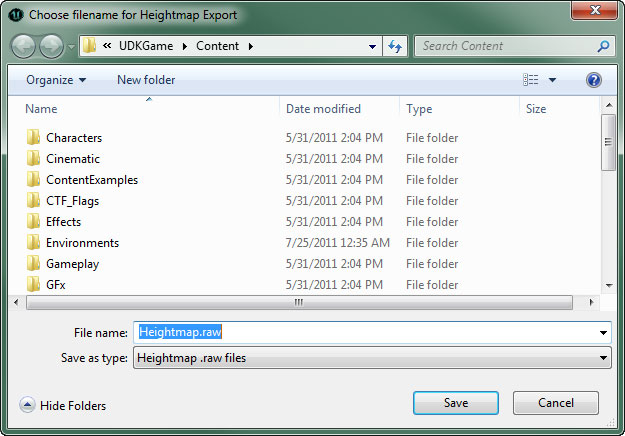 Choose filename for Heightmap Export
« UDKGame Content Search Content
Organize New folder
Name Date modified Type Size
Characters 5/31/2011 2:04 PM File folder
Cinematic 5/31/2011 2:04 PM File folder
ContentExamples 5/31/2011 2:04 PM File folder
CTF_Flags 5/31/2011 2:04 PM File folder
Effects 5/31/2011 2:04 PM File folder
Environments 7/25/2011 12:35 AM File folder
Gameplay 5/31/2011 2:04 PM File folder
GFx 5/31/2011 2:04 PM File folder
File name: Heightmap.raw
Save as type: Heightmap .raw files
Hide Folders Save Cancel